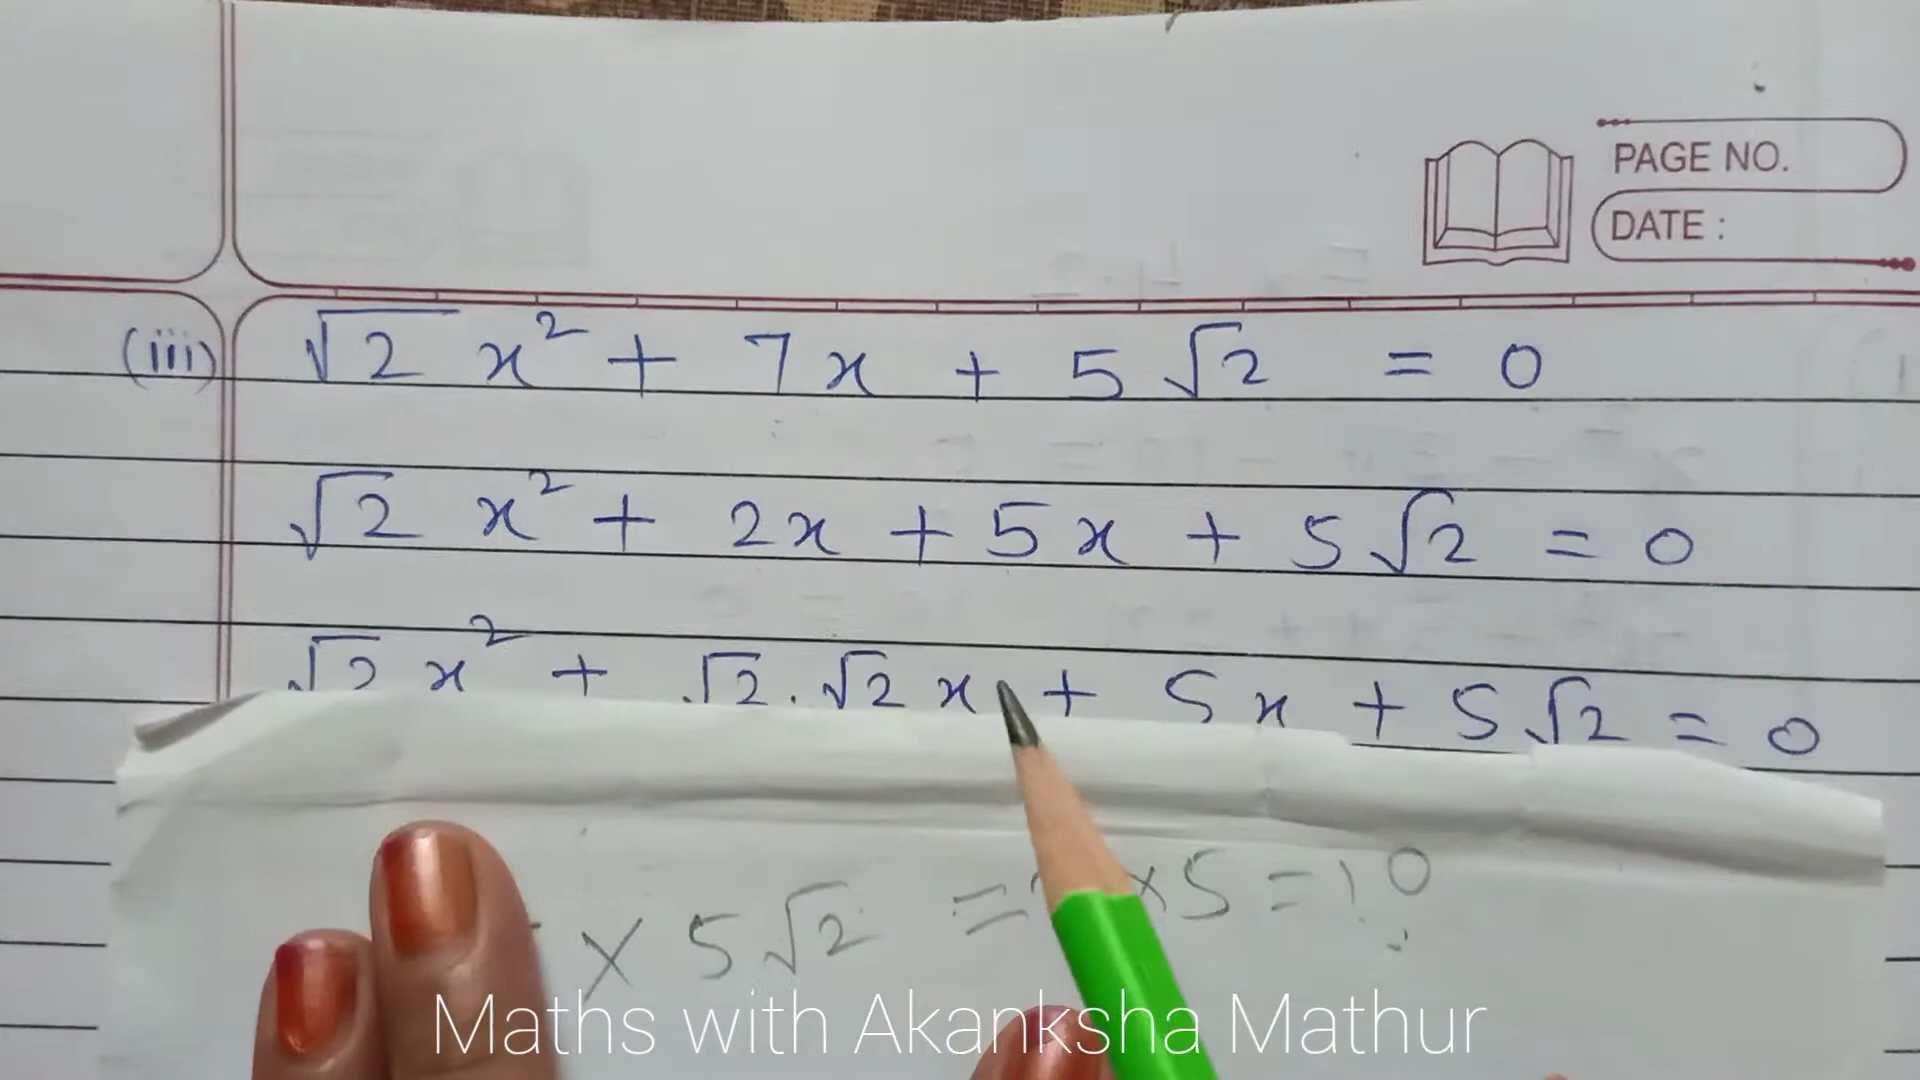 PAGE NO.
DATE :
(iii) √2 x² + 7x + 5√2 = 0
√2 x² + 2x + 5x + 5√2 = 0
√2 x² + √2 . √2 x + 5x + 5√2 = 0
× 5√2 = × 5 = 10
Maths with Akanksha Mathur